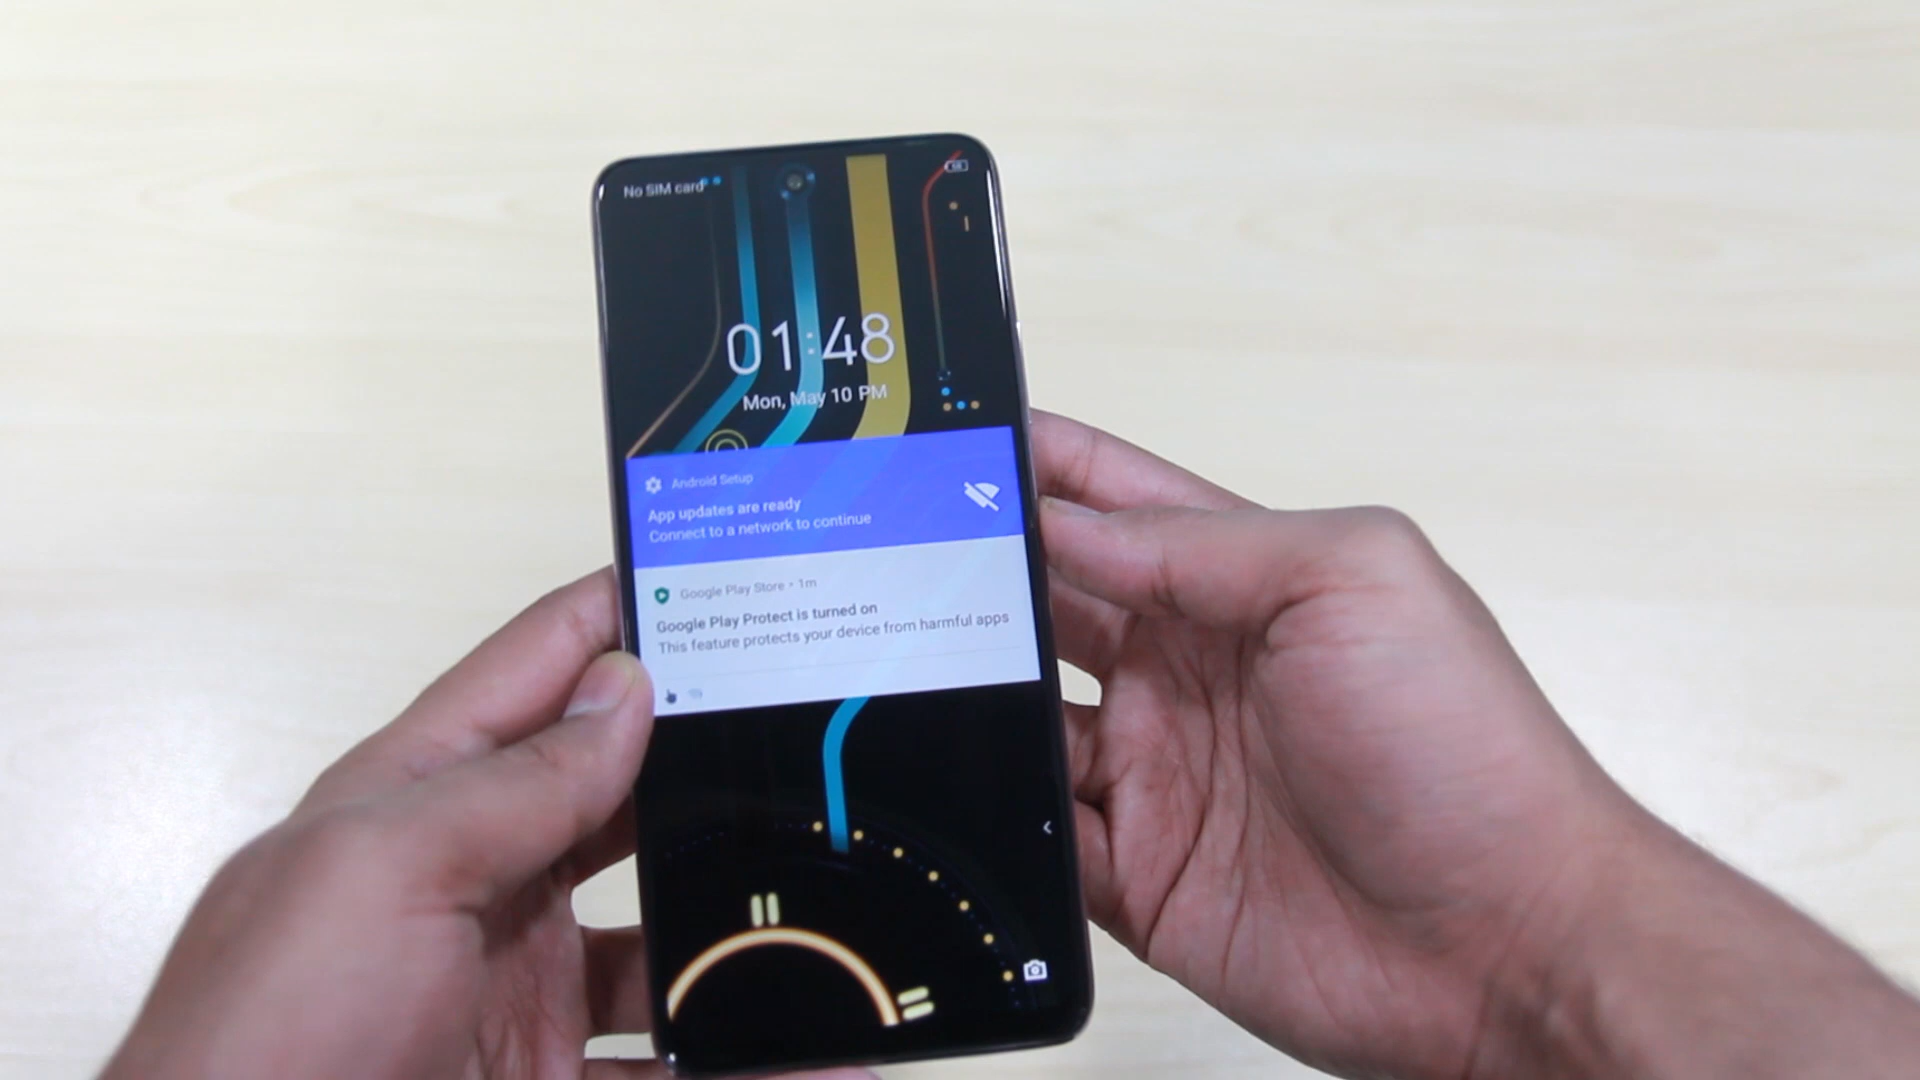 No SIM card
01:48
Mon, May 10 PM
Android Setup
App updates are ready
Connect to a network to continue
Google Play Store • 1m
Google Play Protect is turned on
This feature protects your device from harmful apps